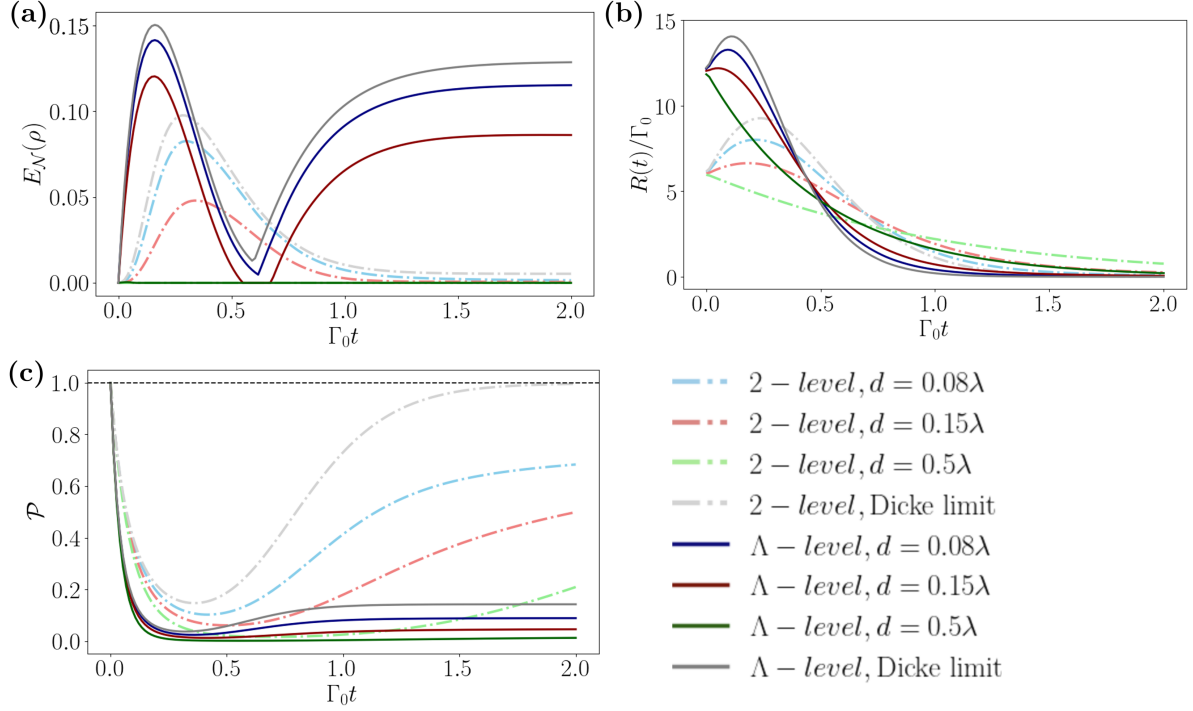 (a)
0.15
0.10
0.05
0.00
E_𝒩(ρ)
0.0 0.5 1.0 1.5 2.0
Γ₀t
(b)
15
10
5
0
R(t)/Γ₀
0.0 0.5 1.0 1.5 2.0
Γ₀t
(c)
1.0
0.8
0.6
0.4
0.2
0.0
𝒫
0.0 0.5 1.0 1.5 2.0
Γ₀t
2 − level, d = 0.08λ
2 − level, d = 0.15λ
2 − level, d = 0.5λ
2 − level, Dicke limit
Λ − level, d = 0.08λ
Λ − level, d = 0.15λ
Λ − level, d = 0.5λ
Λ − level, Dicke limit